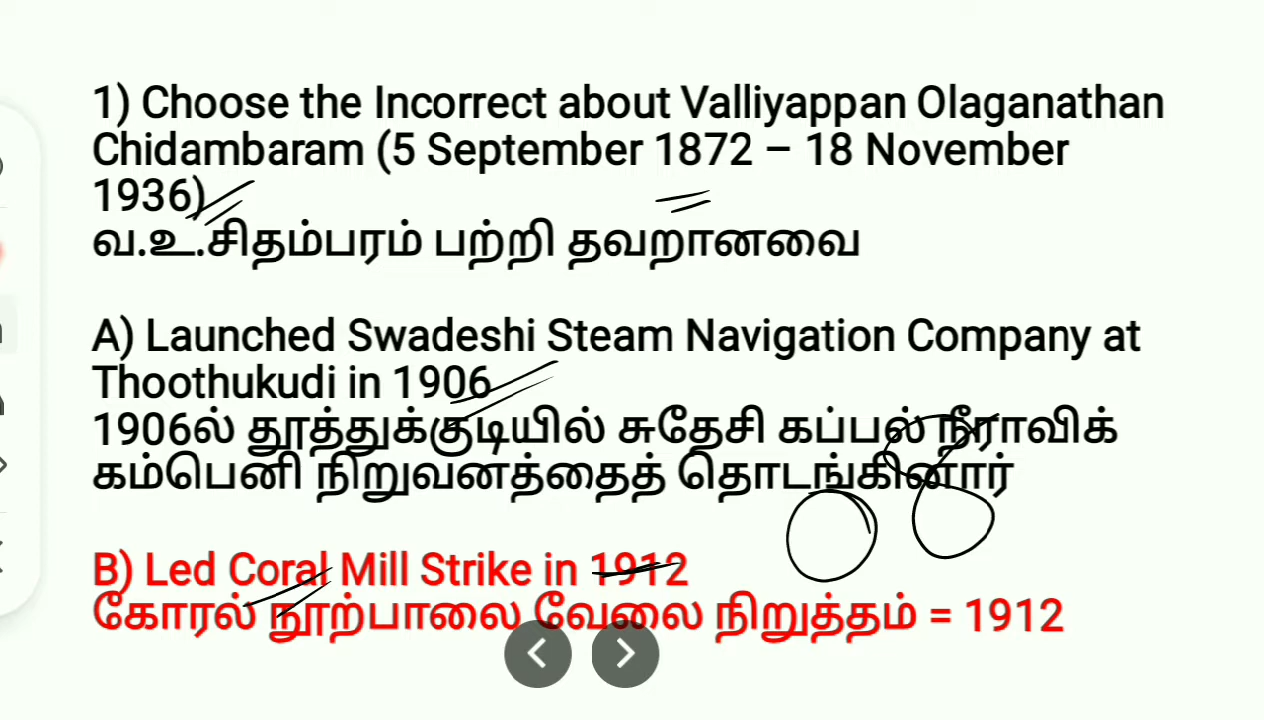 1) Choose the Incorrect about Valliyappan Olaganathan
Chidambaram (5 September 1872 – 18 November
1936)
வ.உ.சிதம்பரம் பற்றி தவறானவை
A) Launched Swadeshi Steam Navigation Company at
Thoothukudi in 1906
1906ல் தூத்துக்குடியில் சுதேசி கப்பல் நீராவிக்
கம்பெனி நிறுவனத்தைத் தொடங்கினார்
08
B) Led Coral Mill Strike in 1912
கோரல் நூற்பாலை வேலை நிறுத்தம் = 1912